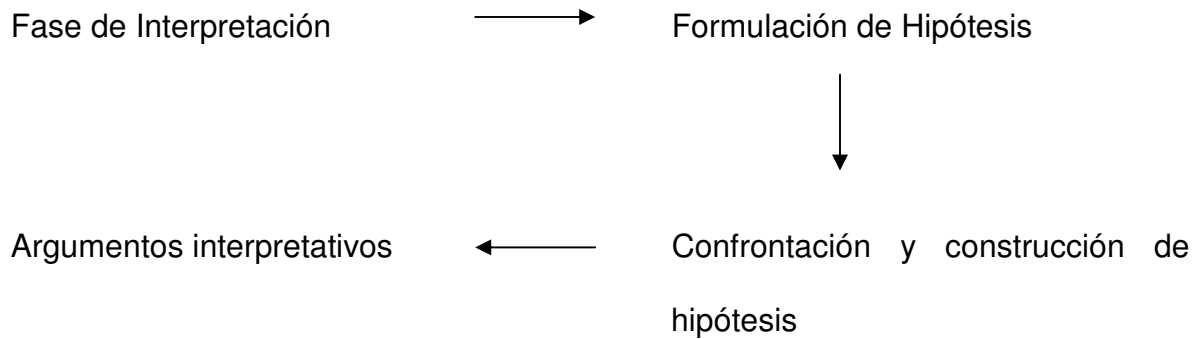 Fase de Interpretación
Formulación de Hipótesis
Argumentos interpretativos
Confrontación y construcción de
hipótesis